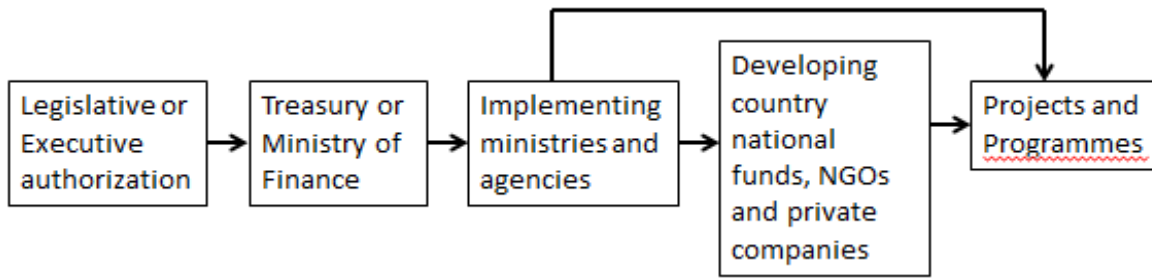 Legislative or
Executive
authorization
Treasury or
Ministry of
Finance
Implementing
ministries and
agencies
Developing
country
national
funds, NGOs
and private
companies
Projects and
Programmes